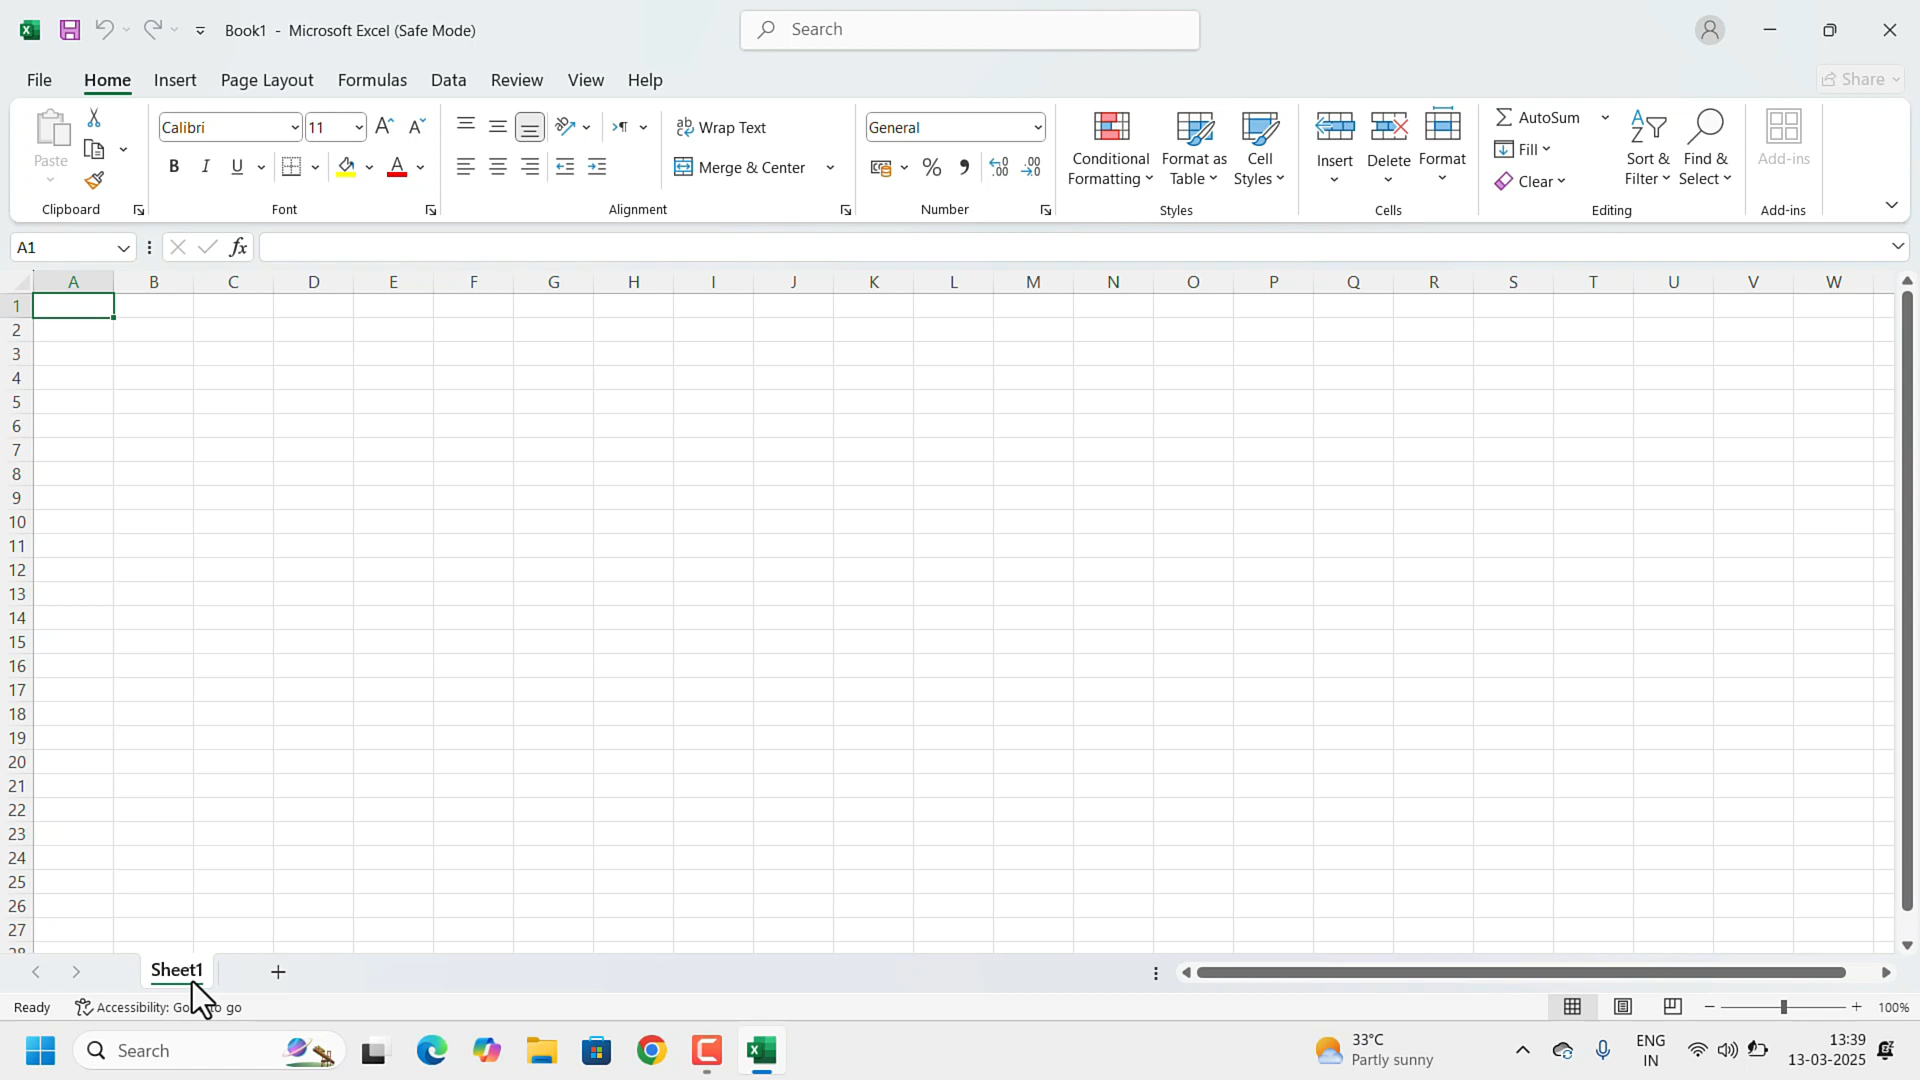 Book1 - Microsoft Excel (Safe Mode)
Search
File Home Insert Page Layout Formulas Data Review View Help Share
Calibri 11 Wrap Text General Conditional Formatting Format as Table Cell Styles Insert Delete Format AutoSum Sort & Filter Find & Select Add-ins
Paste B I U A Merge & Center % Fill
Clear
Clipboard Font Alignment Number Styles Cells Editing Add-ins
A1 fx
A B C D E F G H I J K L M N O P Q R S T U V W
1
2
3
4
5
6
7
8
9
10
11
12
13
14
15
16
17
18
19
20
21
22
23
24
25
26
27
28
Sheet1
Ready Accessibility: to go 100%
Search 33°C ENG 13:39
Partly sunny IN 13-03-2025